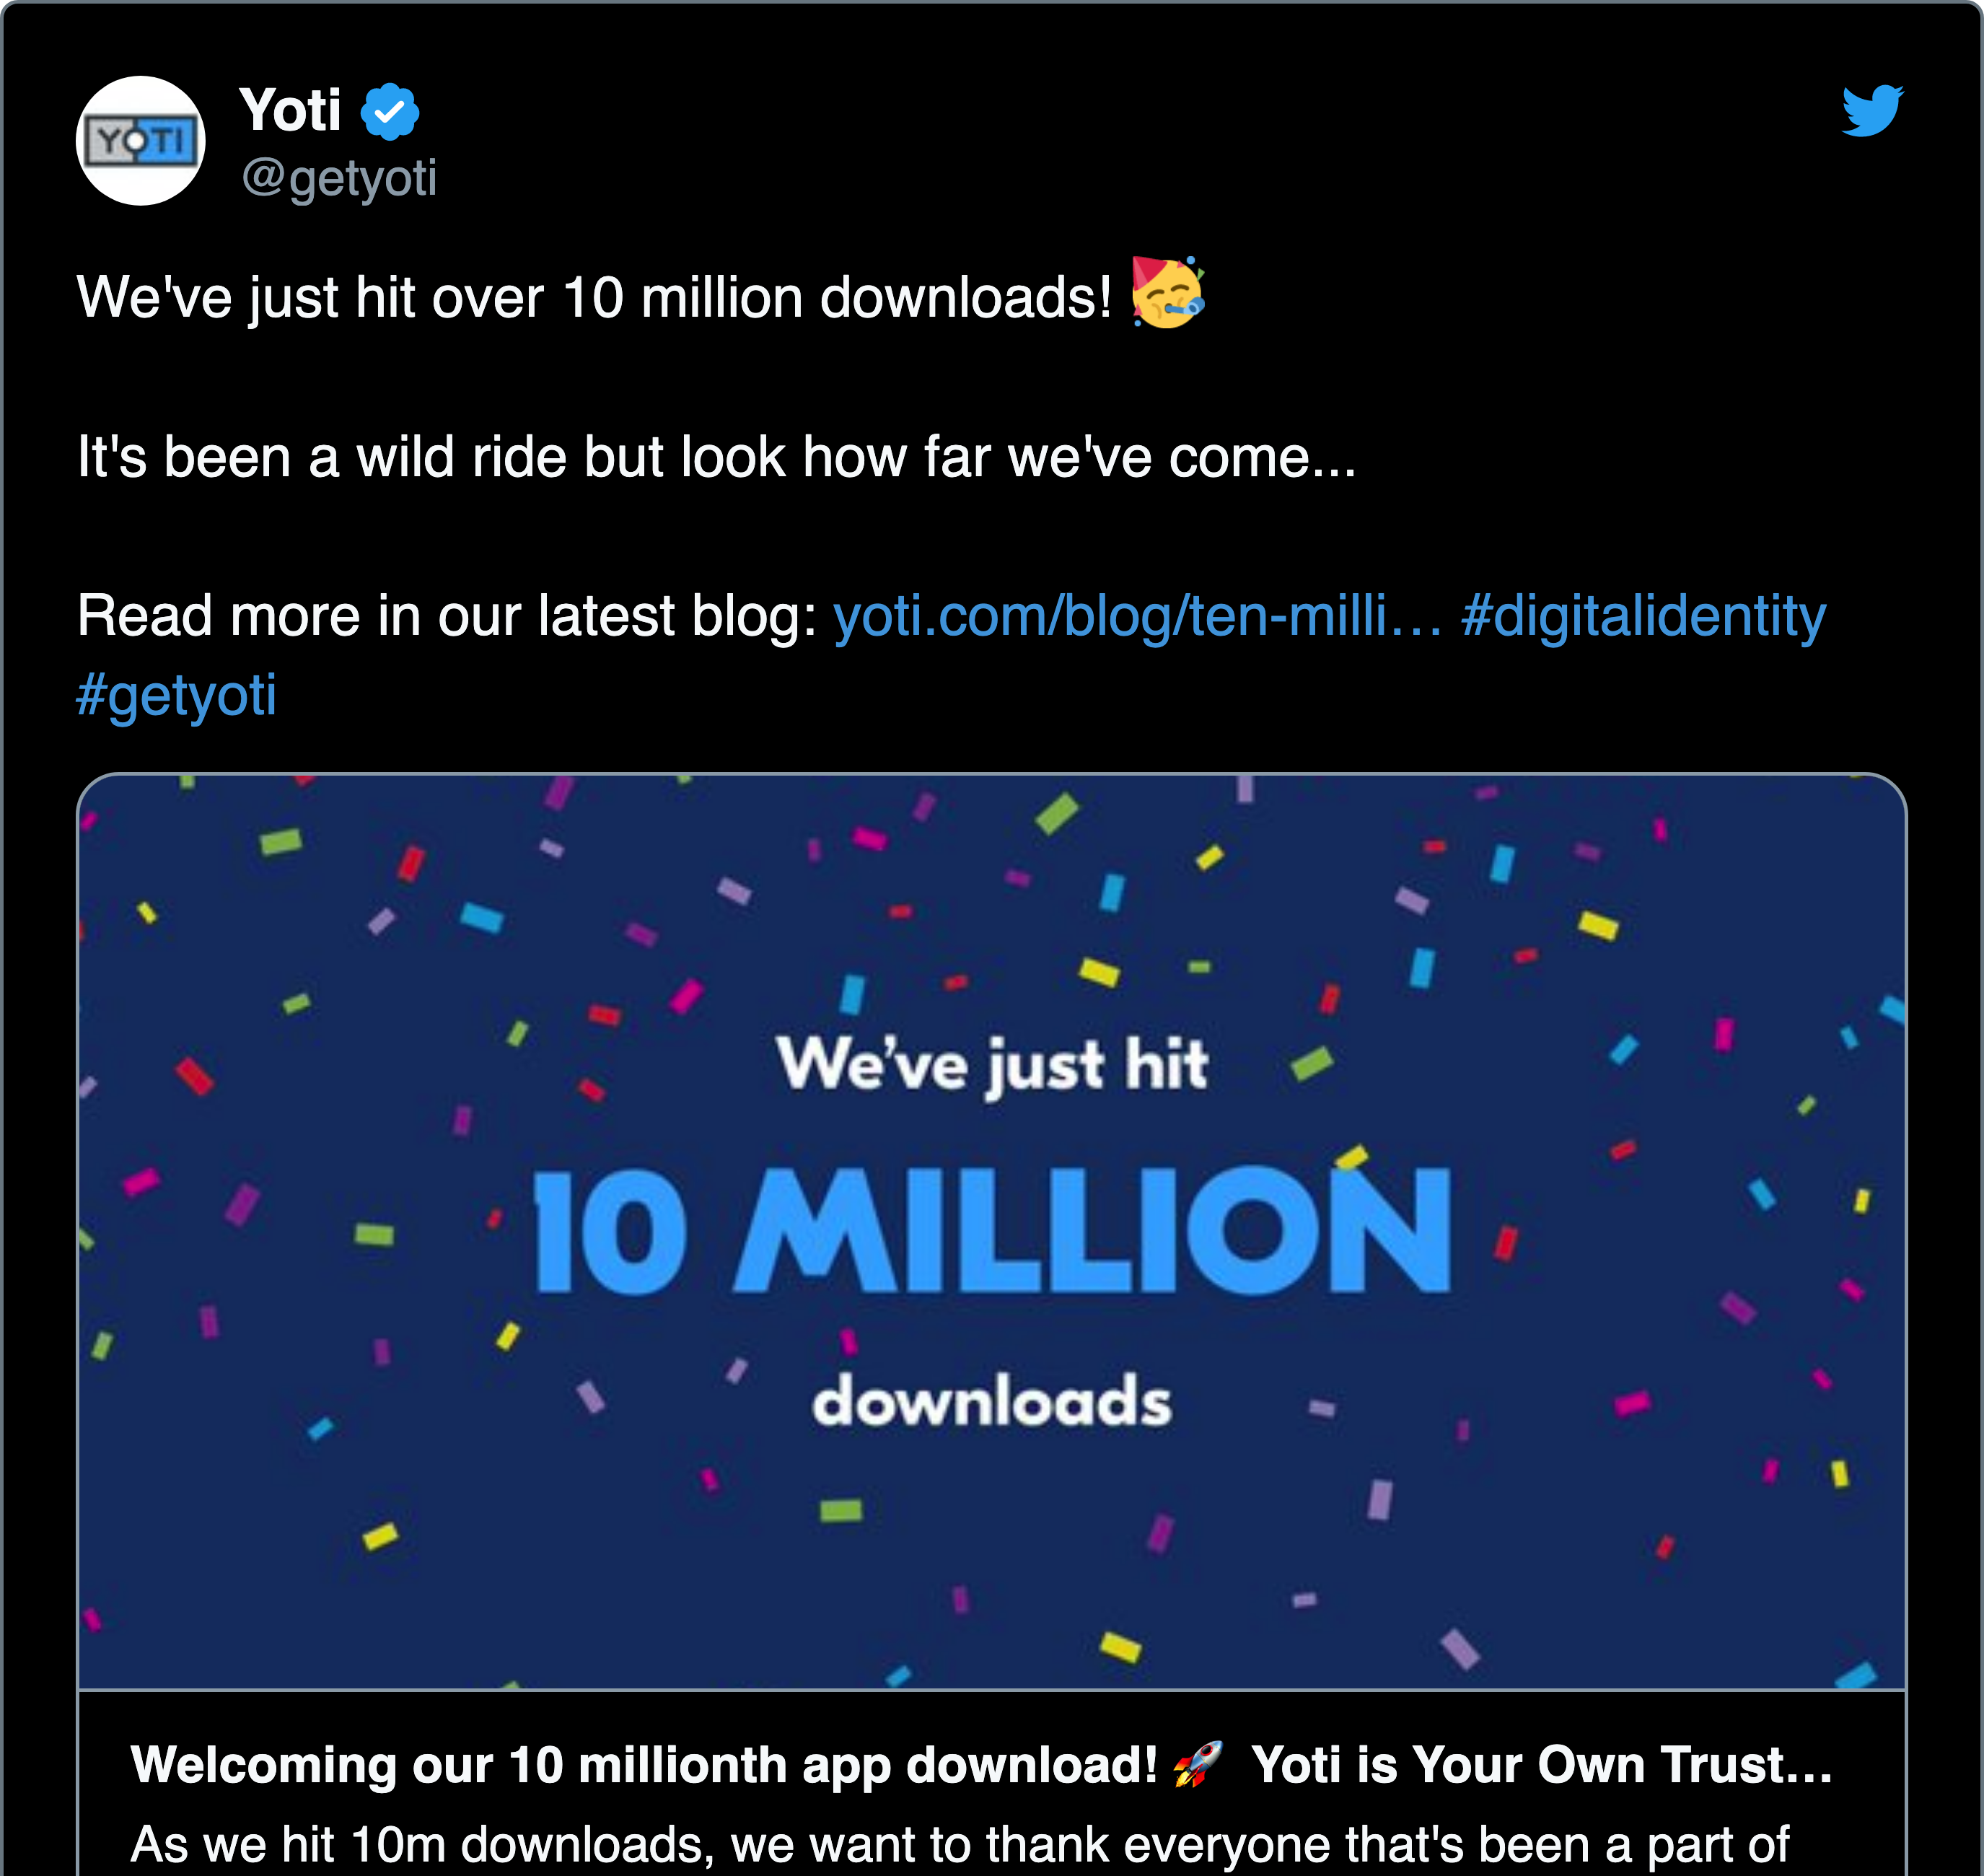 YOTI
Yoti
@getyoti
We've just hit over 10 million downloads! 🥳
It's been a wild ride but look how far we've come...
Read more in our latest blog: yoti.com/blog/ten-milli… #digitalidentity
#getyoti
We’ve just hit
10 MILLION
downloads
Welcoming our 10 millionth app download! 🚀 Yoti is Your Own Trust...
As we hit 10m downloads, we want to thank everyone that's been a part of